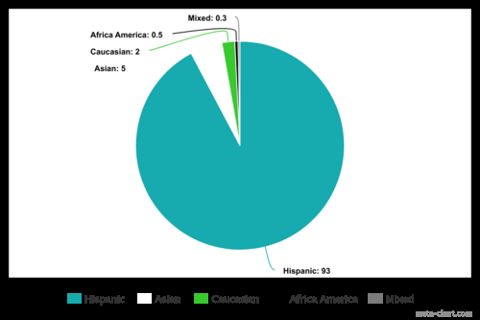 Mixed: 0.3
Africa America: 0.5
Caucasian: 2
Asian: 5
Hispanic: 93
Hispanic Asian Caucasian Africa America Mixed
meta-chart.com